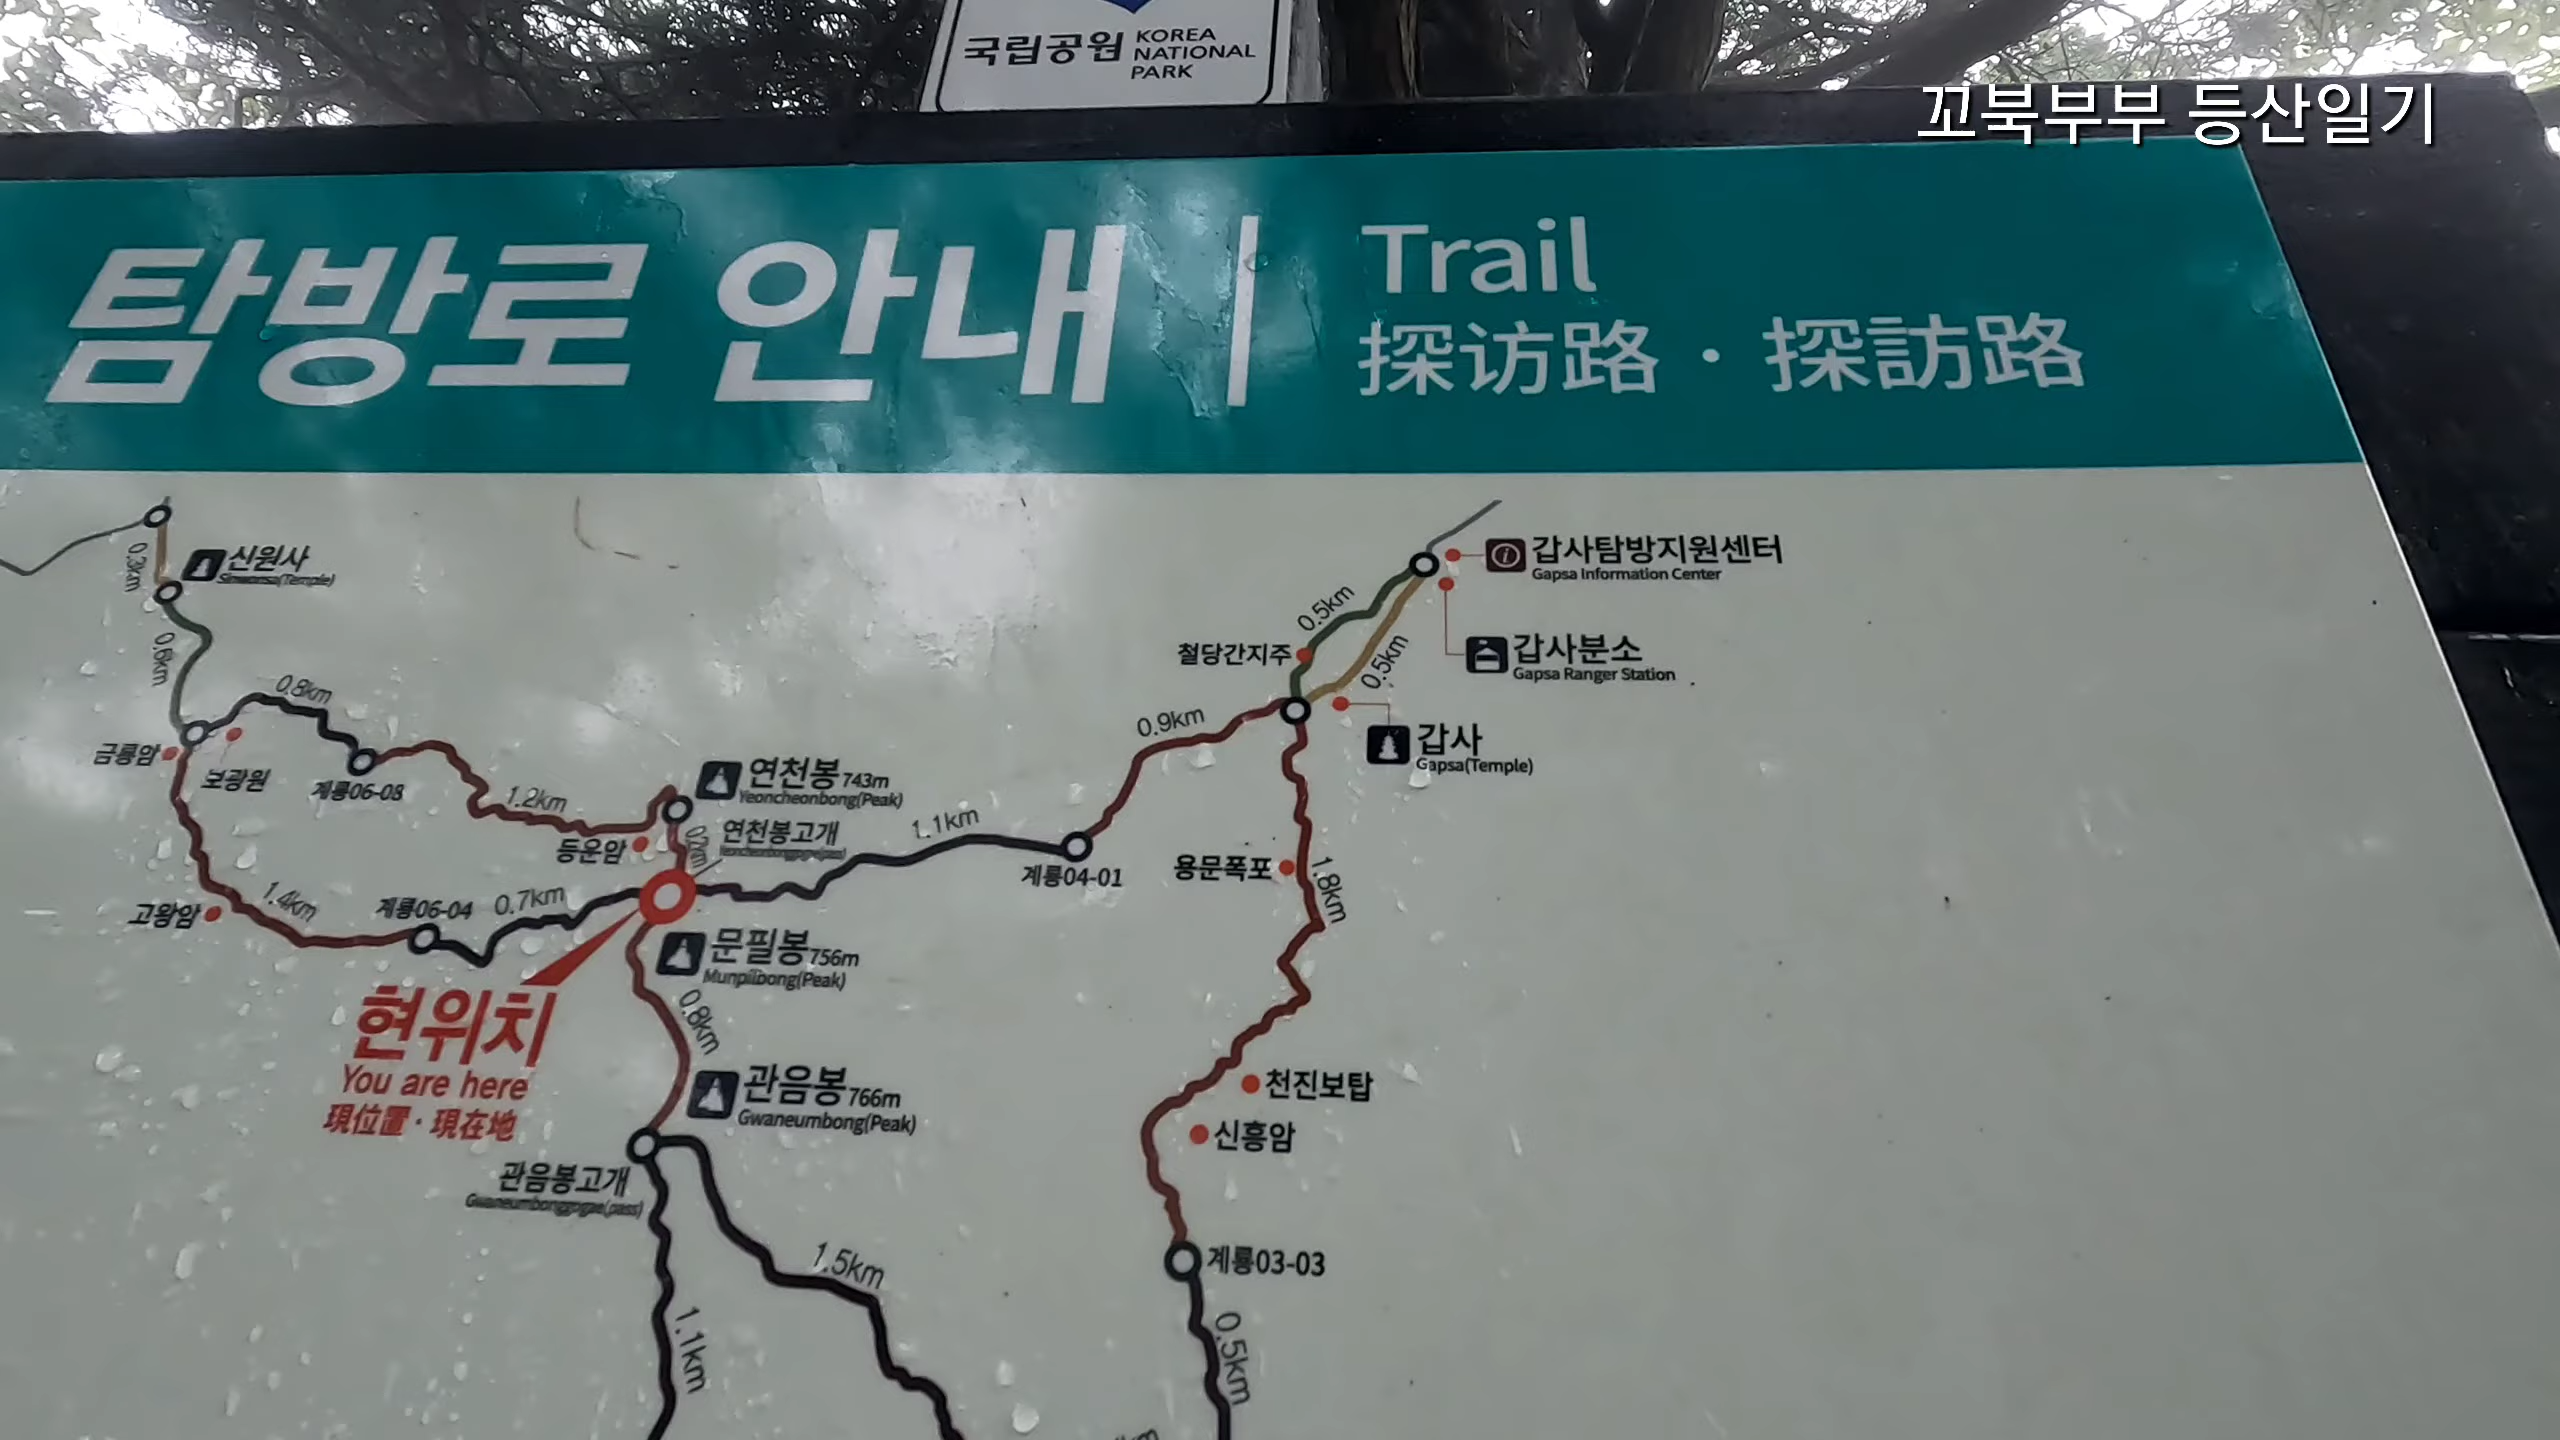 국립공원
KOREA
NATIONAL
PARK
꼬북부부 등산일기
탐방로 안내
Trail
探访路 · 探訪路
0.3km
신원사
Sinwonsa(Temple)
0.6km
0.8km
금룡암
보광원
계룡06-08
1.2km
연천봉 743m
Yeoncheonbong(Peak)
등운암
0.2km
연천봉고개
1.1km
계룡04-01
0.9km
갑사탐방지원센터
Gapsa Information Center
0.5km
철당간지주
0.5km
갑사분소
Gapsa Ranger Station
갑사
Gapsa(Temple)
용문폭포
1.8km
고왕암
1.4km
계룡06-04
0.7km
문필봉 756m
Munpilbong(Peak)
현위치
You are here
現位置 · 現在地
0.8km
관음봉 766m
Gwaneumbong(Peak)
관음봉고개
Gwaneumbonggogae(pass)
천진보탑
신흥암
계룡03-03
1.5km
1.1km
0.5km